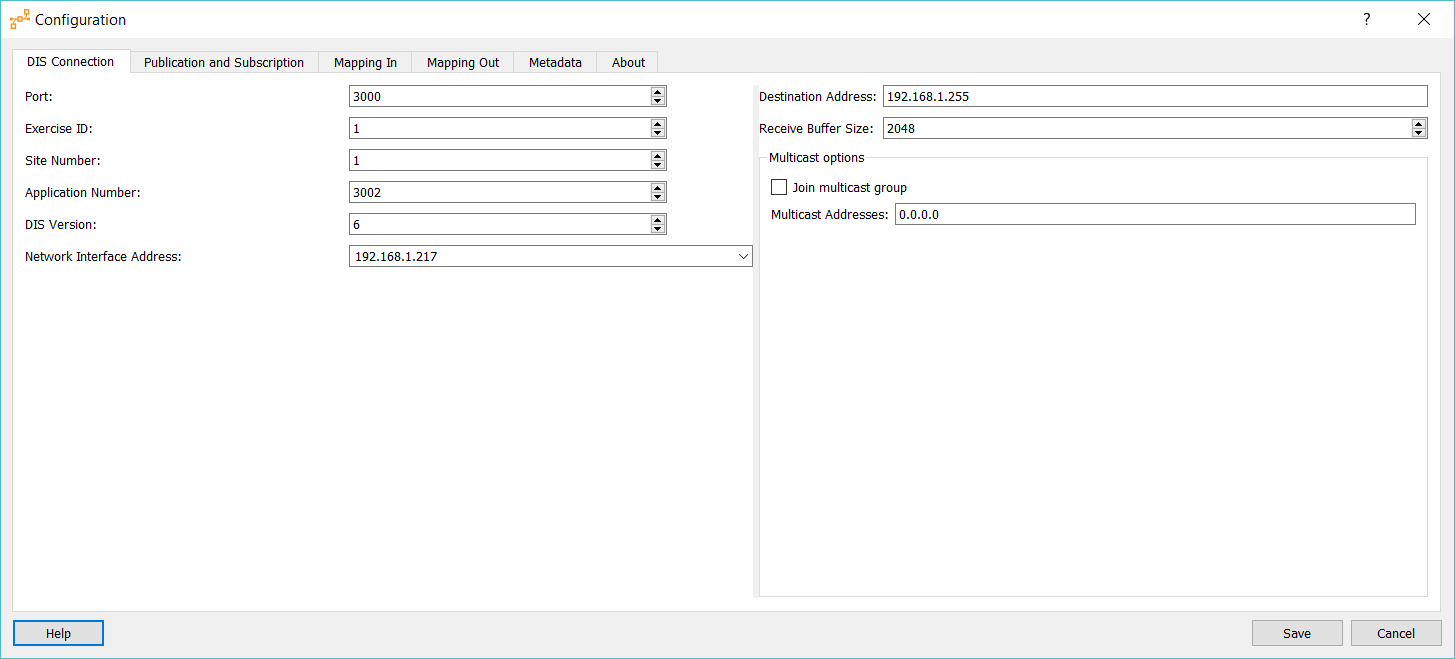 Configuration
?
DIS Connection
Publication and Subscription
Mapping In
Mapping Out
Metadata
About
Port:
3000
Exercise ID:
1
Site Number:
1
Application Number:
3002
DIS Version:
6
Network Interface Address:
192.168.1.217
Destination Address:
192.168.1.255
Receive Buffer Size:
2048
Multicast options
Join multicast group
Multicast Addresses:
0.0.0.0
Help
Save
Cancel